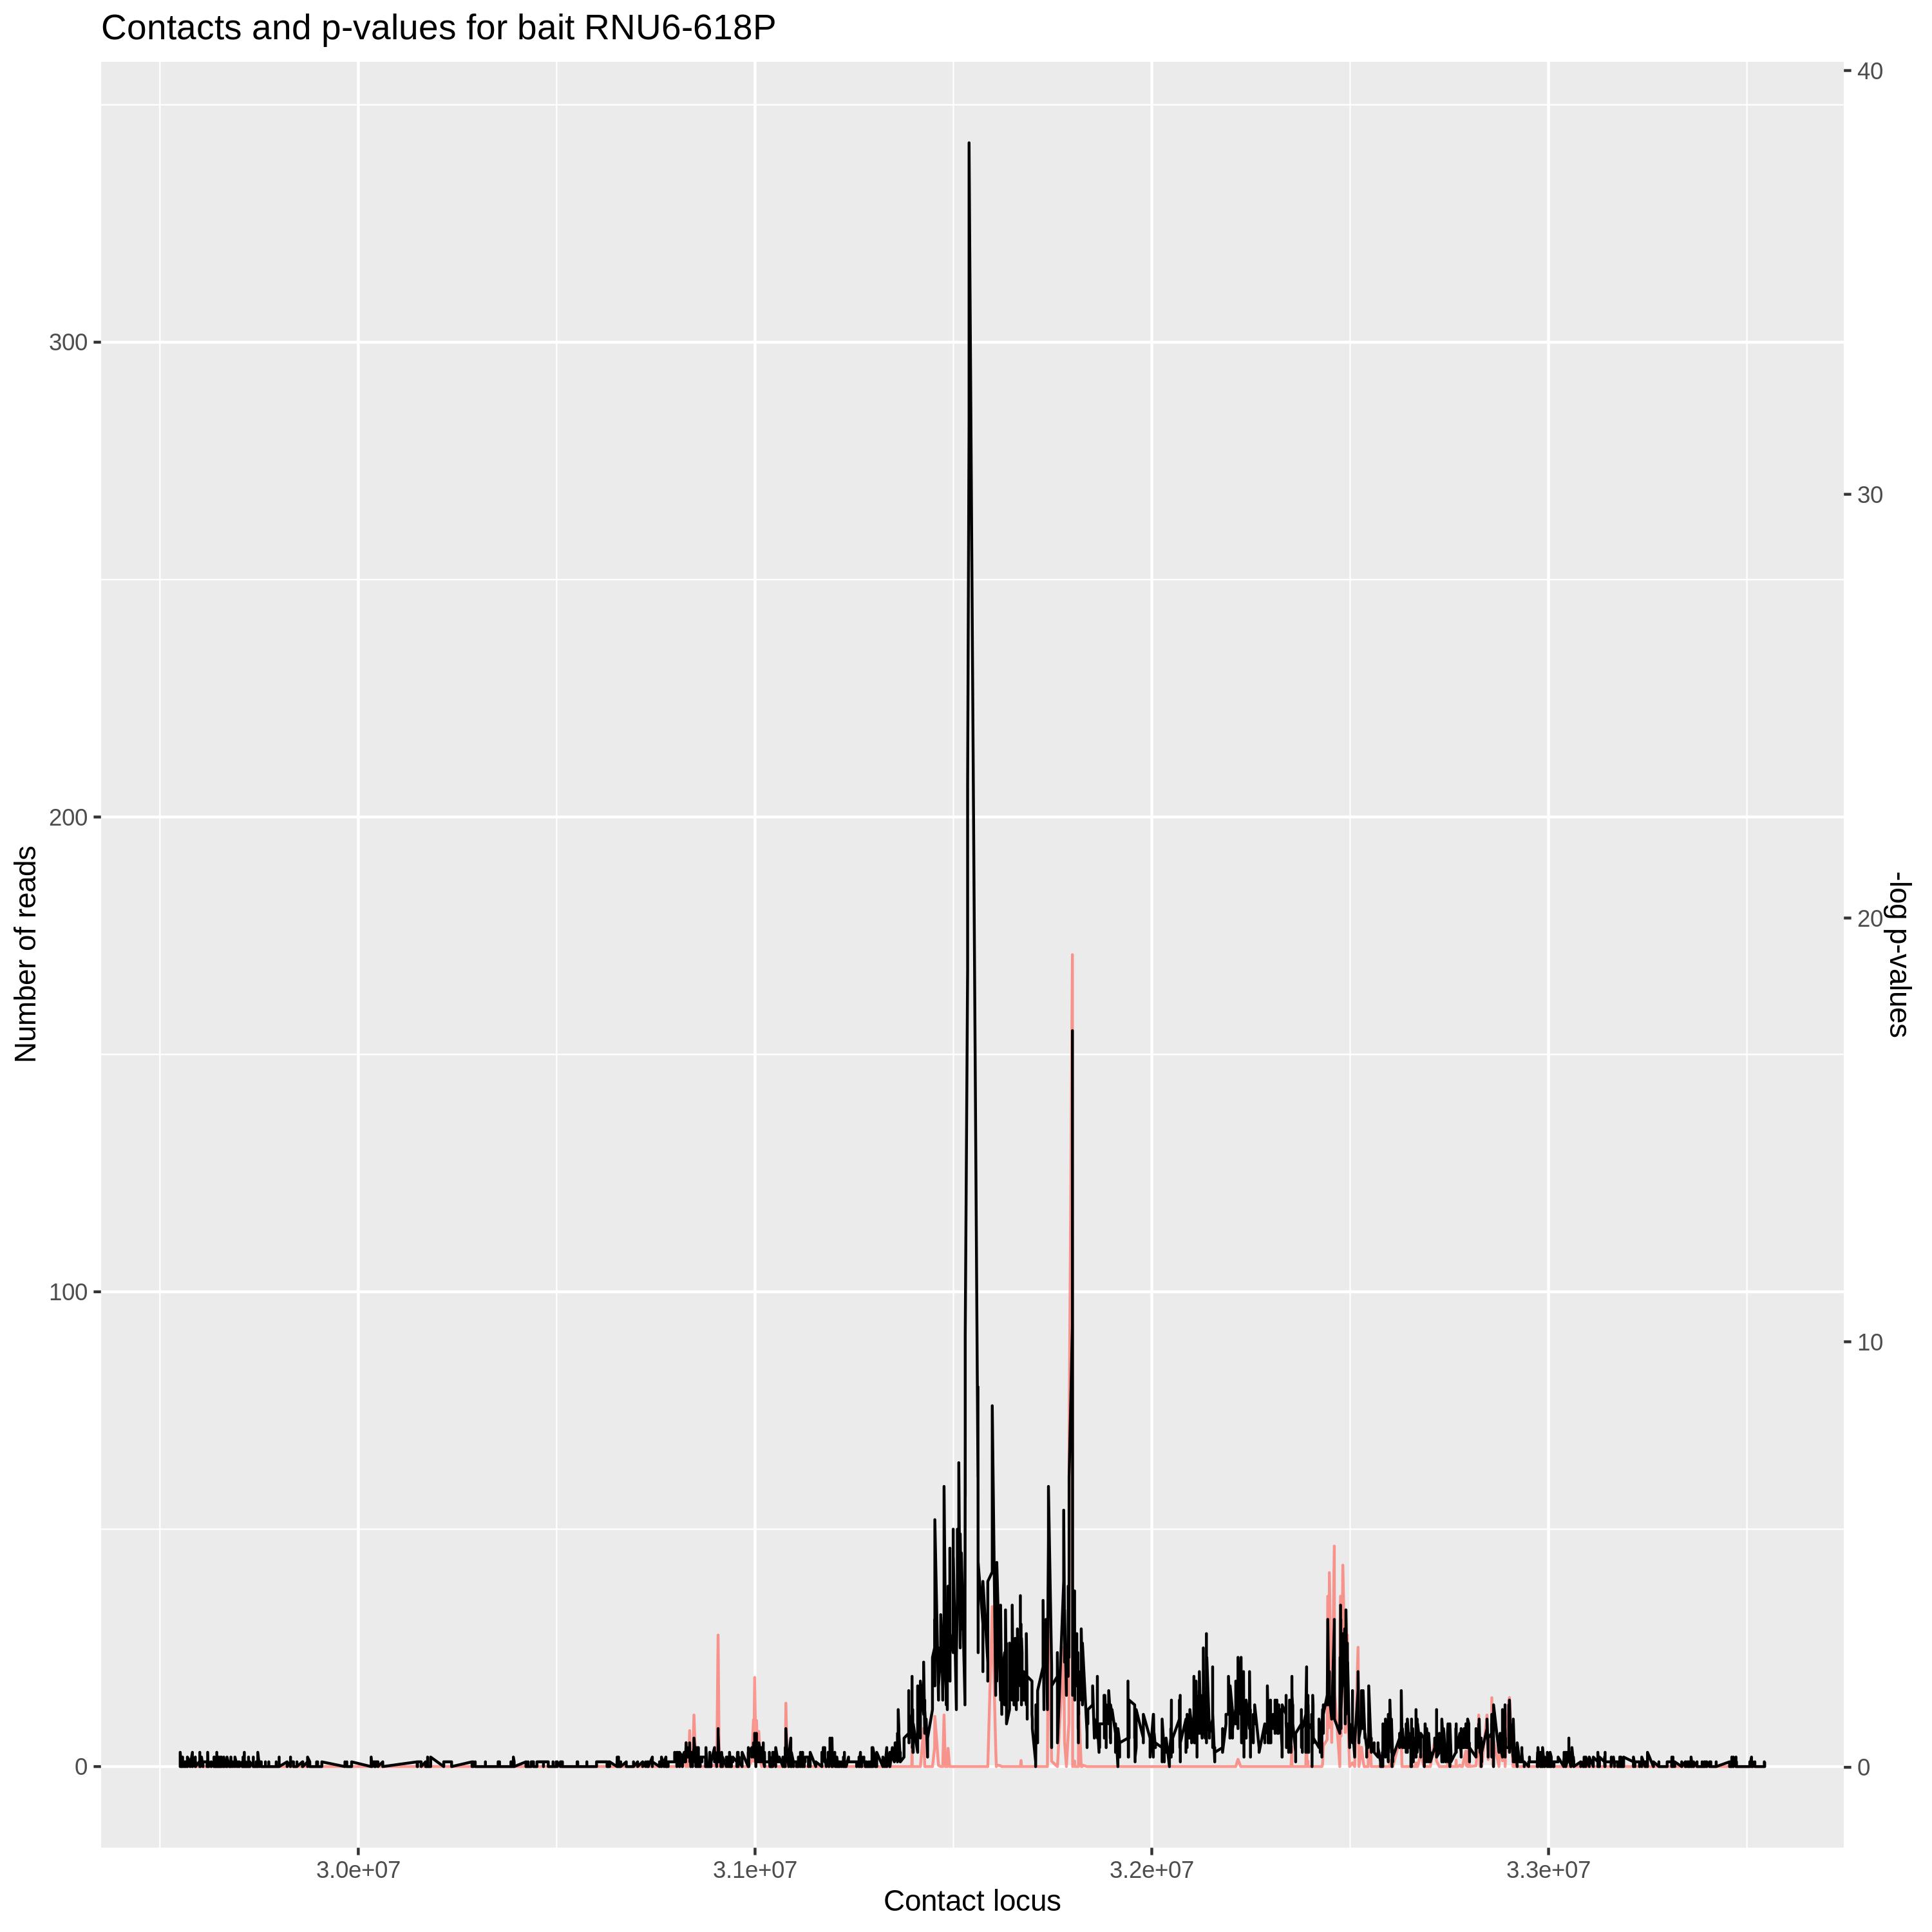 Contacts and p-values for bait RNU6-618P
40
300
30
200
Number of reads
20
-log p-values
100
10
0
0
3.0e+07 3.1e+07 3.2e+07 3.3e+07
Contact locus